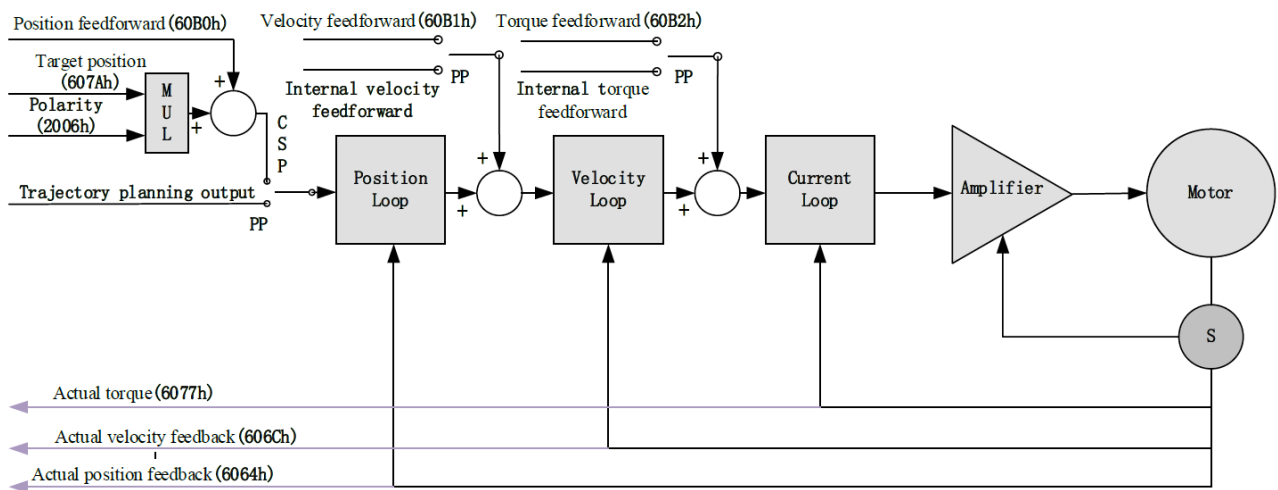 Position feedforward (60B0h)
Velocity feedforward (60B1h)
Torque feedforward (60B2h)
Target position
(607Ah)
Polarity
(2006h)
M
U
L
+
+
C
S
P
Trajectory planning output
PP
PP
Internal velocity
feedforward
PP
Internal torque
feedforward
Position
Loop
+
+
Velocity
Loop
+
+
Current
Loop
Amplifier
Motor
S
Actual torque (6077h)
Actual velocity feedback (606Ch)
Actual position feedback (6064h)